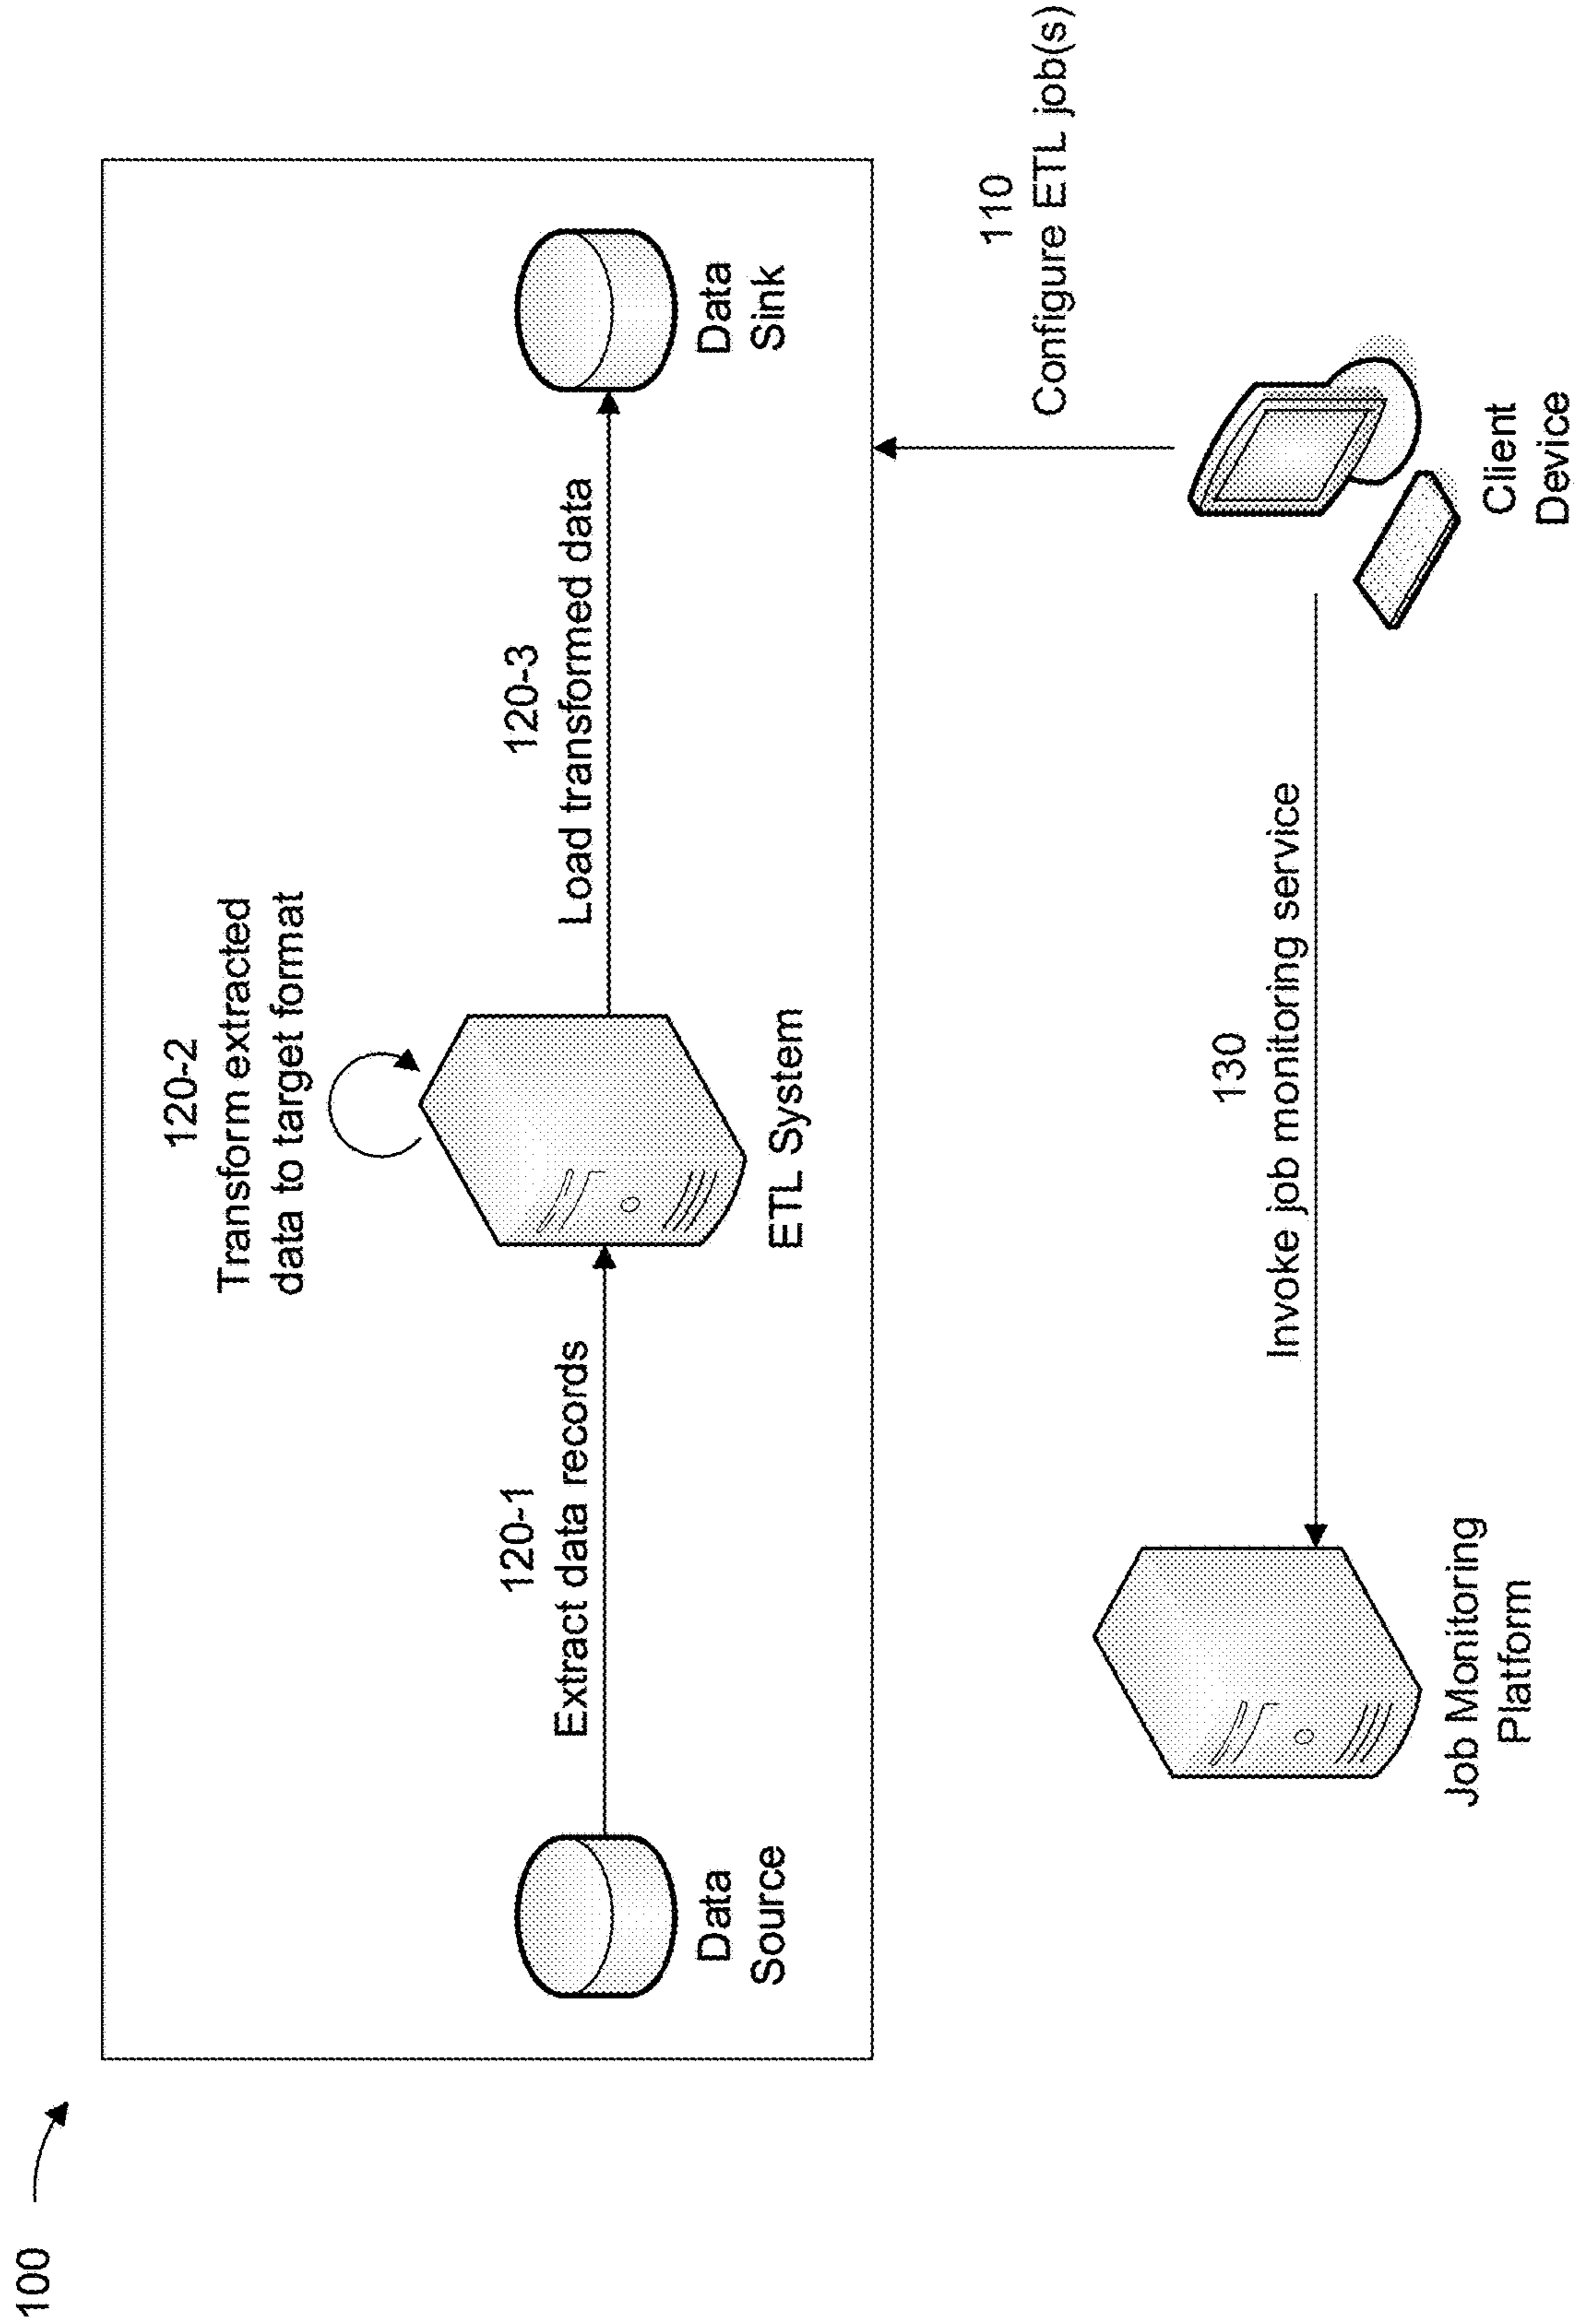 100
120-2
Transform extracted
data to target format
120-1
Extract data records
120-3
Load transformed data
Data
Source
ETL System
Data
Sink
110
Configure ETL job(s)
130
Invoke job monitoring service
Job Monitoring
Platform
Client
Device